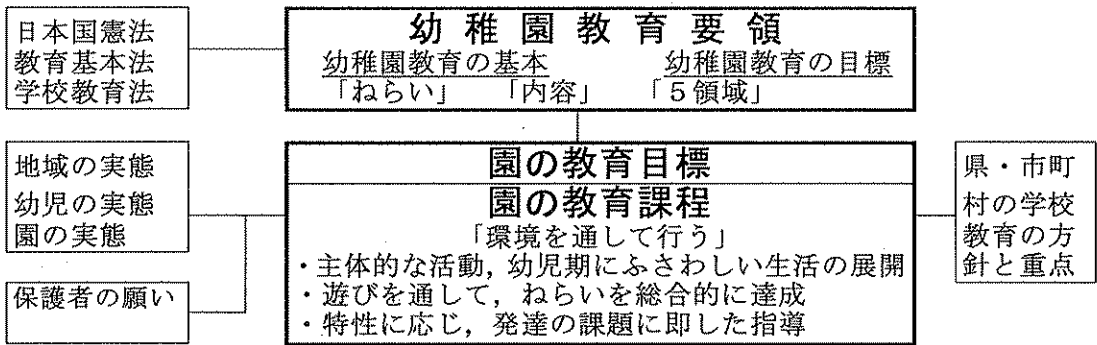 日本国憲法
教育基本法
学校教育法
幼稚園教育要領
幼稚園教育の基本 幼稚園教育の目標
「ねらい」 「内容」 「5領域」
地域の実態
幼児の実態
園の実態
保護者の願い
園の教育目標
園の教育課程
「環境を通して行う」
・主体的な活動，幼児期にふさわしい生活の展開
・遊びを通して，ねらいを総合的に達成
・特性に応じ，発達の課題に即した指導
県・市町
村の学校
教育の方
針と重点